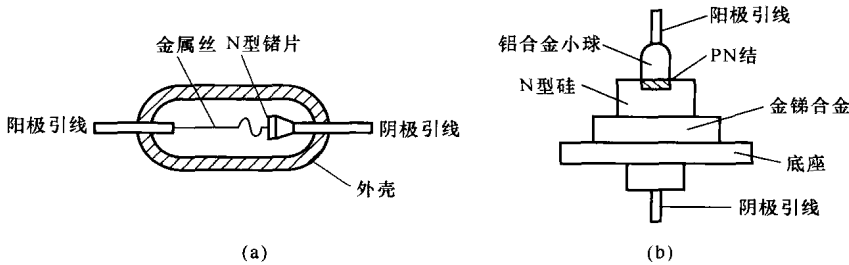 金属丝 N型锗片
阳极引线
阴极引线
外壳
(a)
阳极引线
铝合金小球
PN结
N型硅
金锑合金
底座
阴极引线
(b)